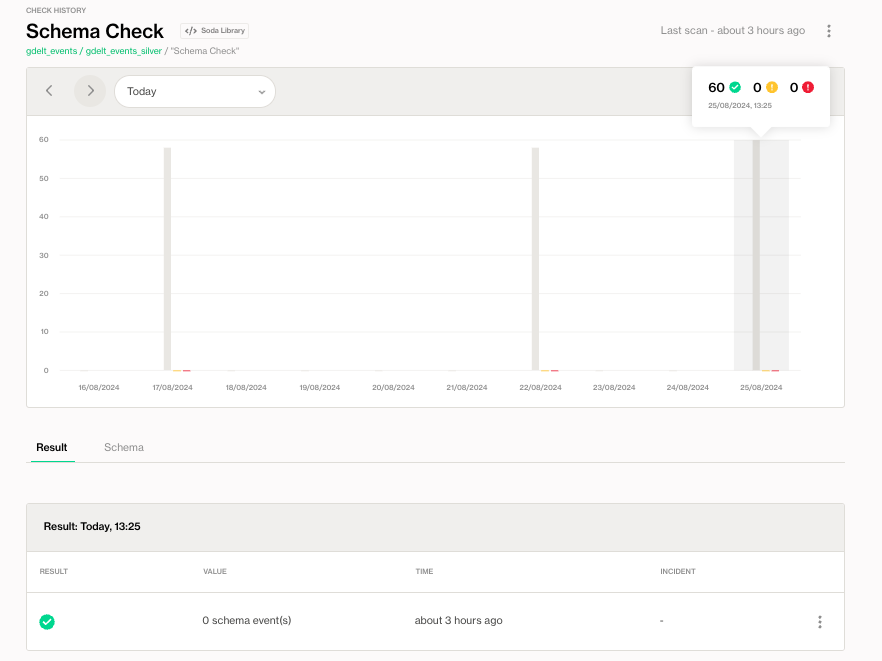 CHECK HISTORY
Schema Check </> Soda Library
Last scan - about 3 hours ago
gdelt_events / gdelt_events_silver / "Schema Check"
Today
60 0 ! 0 !
25/08/2024, 13:25
60
50
40
30
20
10
0
16/08/2024 17/08/2024 18/08/2024 19/08/2024 20/08/2024 21/08/2024 22/08/2024 23/08/2024 24/08/2024 25/08/2024
Result Schema
Result: Today, 13:25
RESULT VALUE TIME INCIDENT
0 schema event(s) about 3 hours ago -